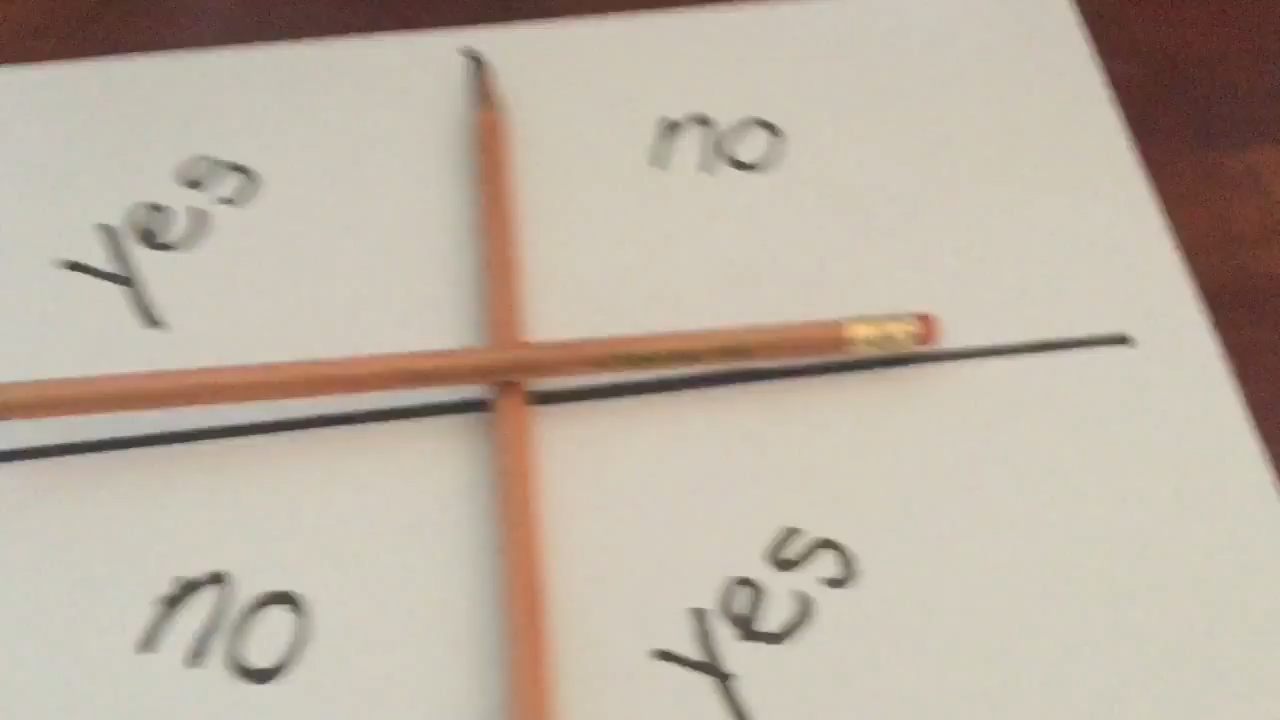 yes no
no yes